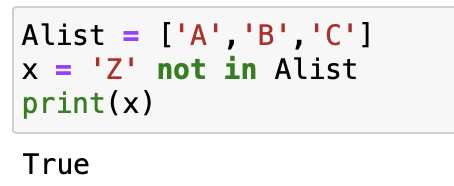 Alist = ['A','B','C']
x = 'Z' not in Alist
print(x)
True